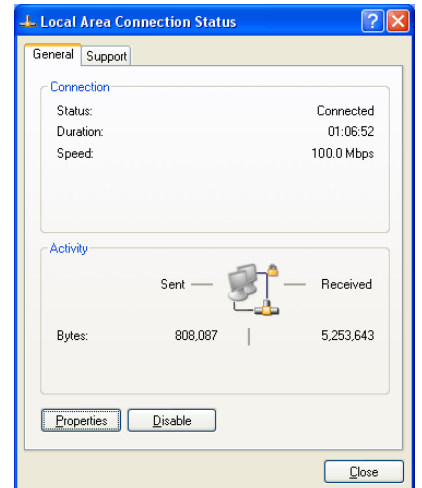 Local Area Connection Status
General Support
Connection
Status: Connected
Duration: 01:06:52
Speed: 100.0 Mbps
Activity
Sent Received
Bytes: 808,087 5,253,643
Properties Disable
Close